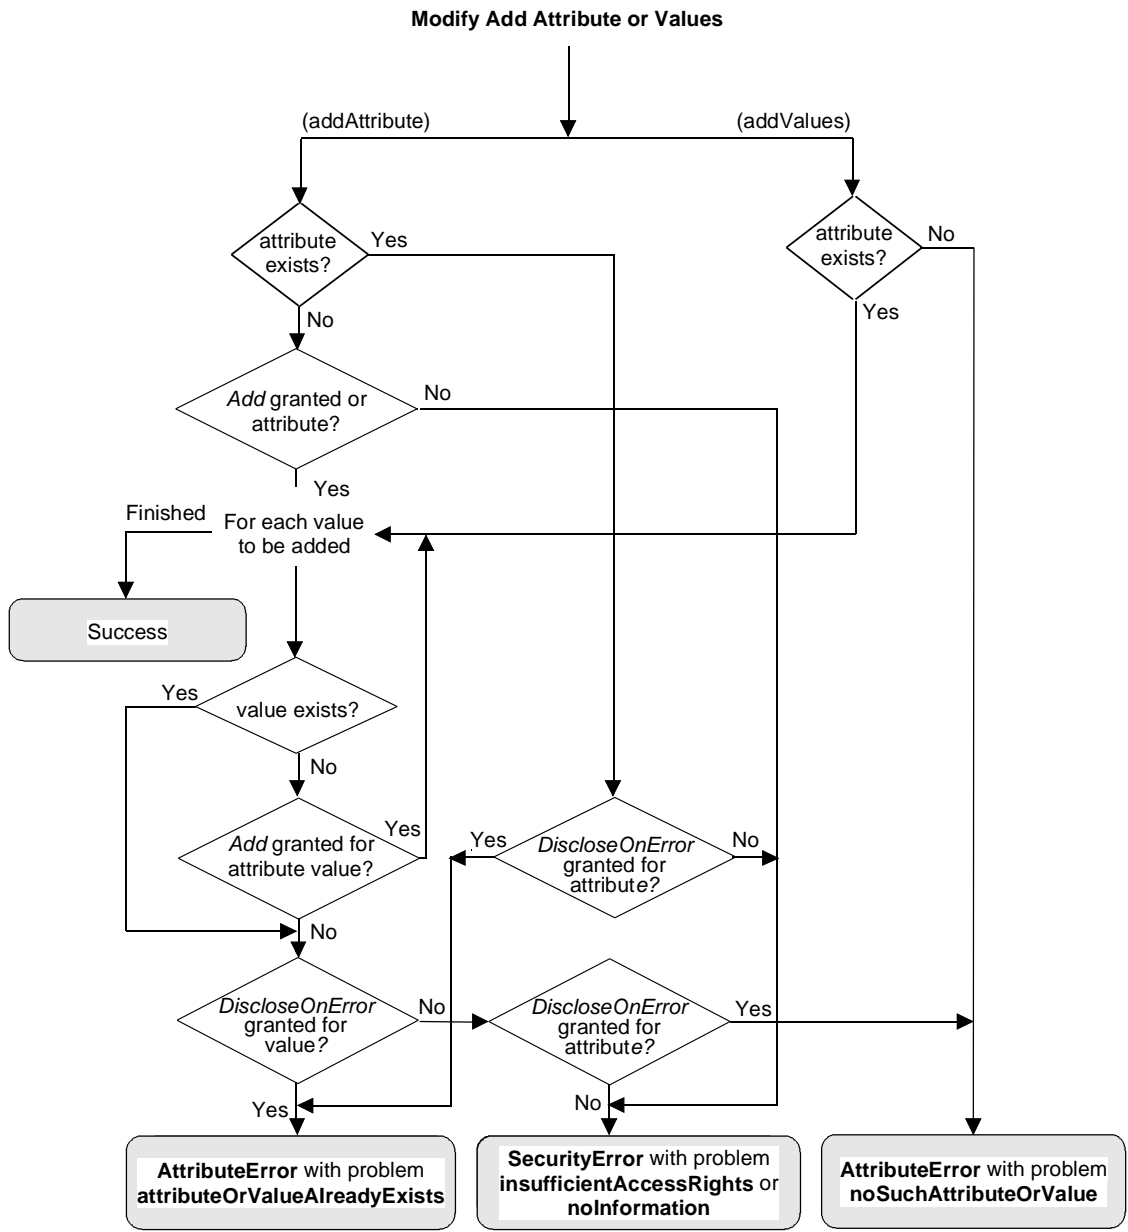 Modify Add Attribute or Values
(addAttribute)
(addValues)
attribute
exists?
Yes
attribute
exists?
No
No
Yes
Add granted or
attribute?
No
Yes
Finished
For each value
to be added
Success
Yes
value exists?
No
Add granted for
attribute value?
Yes
Yes
DiscloseOnError
granted for
attribute?
No
No
DiscloseOnError
granted for
value?
No
DiscloseOnError
granted for
attribute?
Yes
Yes
No
AttributeError with problem
attributeOrValueAlreadyExists
SecurityError with problem
insufficientAccessRights or
noInformation
AttributeError with problem
noSuchAttributeOrValue